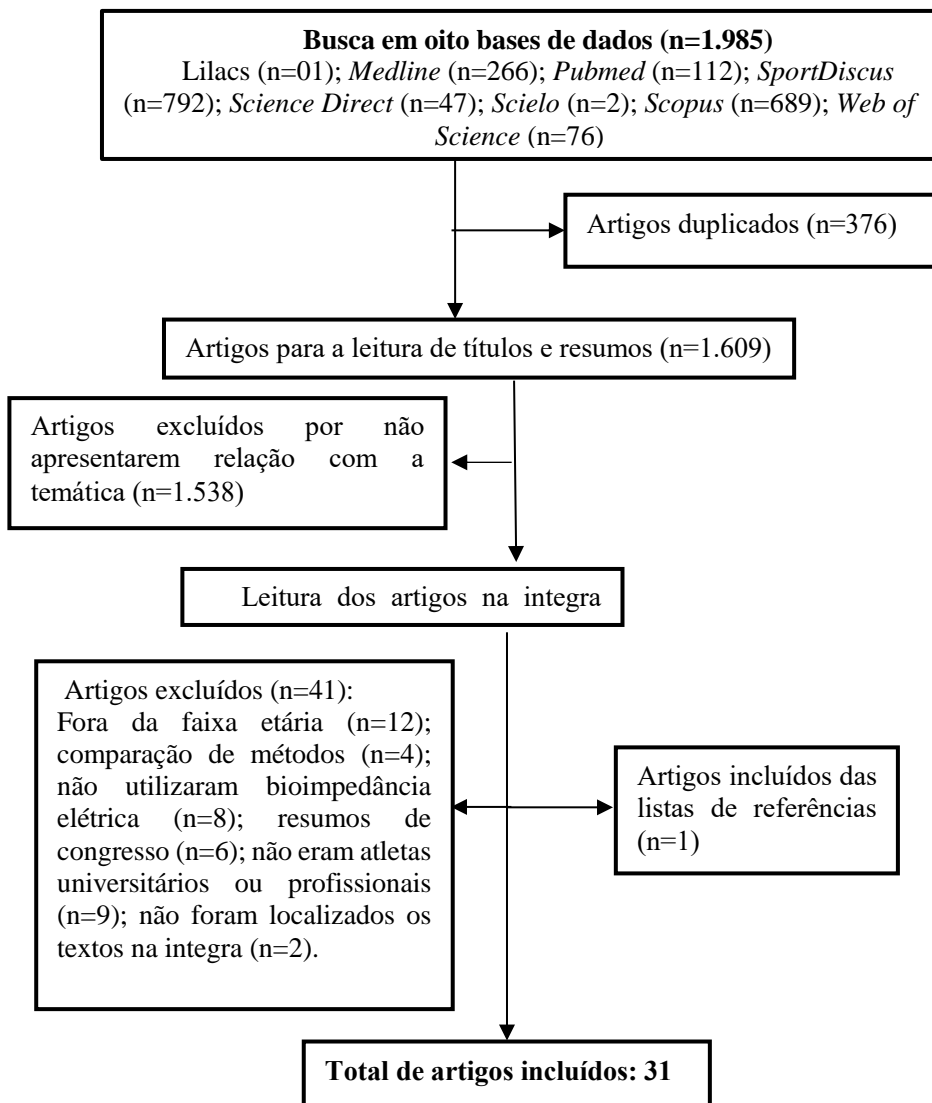 Busca em oito bases de dados (n=1.985)
Lilacs (n=01); Medline (n=266); Pubmed (n=112); SportDiscus
(n=792); Science Direct (n=47); Scielo (n=2); Scopus (n=689); Web of
Science (n=76)
Artigos duplicados (n=376)
Artigos para a leitura de títulos e resumos (n=1.609)
Artigos excluídos por não
apresentarem relação com a
temática (n=1.538)
Leitura dos artigos na integra
Artigos excluídos (n=41):
Fora da faixa etária (n=12);
comparação de métodos (n=4);
não utilizaram bioimpedância
elétrica (n=8); resumos de
congresso (n=6); não eram atletas
universitários ou profissionais
(n=9); não foram localizados os
textos na integra (n=2).
Artigos incluídos das
listas de referências
(n=1)
Total de artigos incluídos: 31